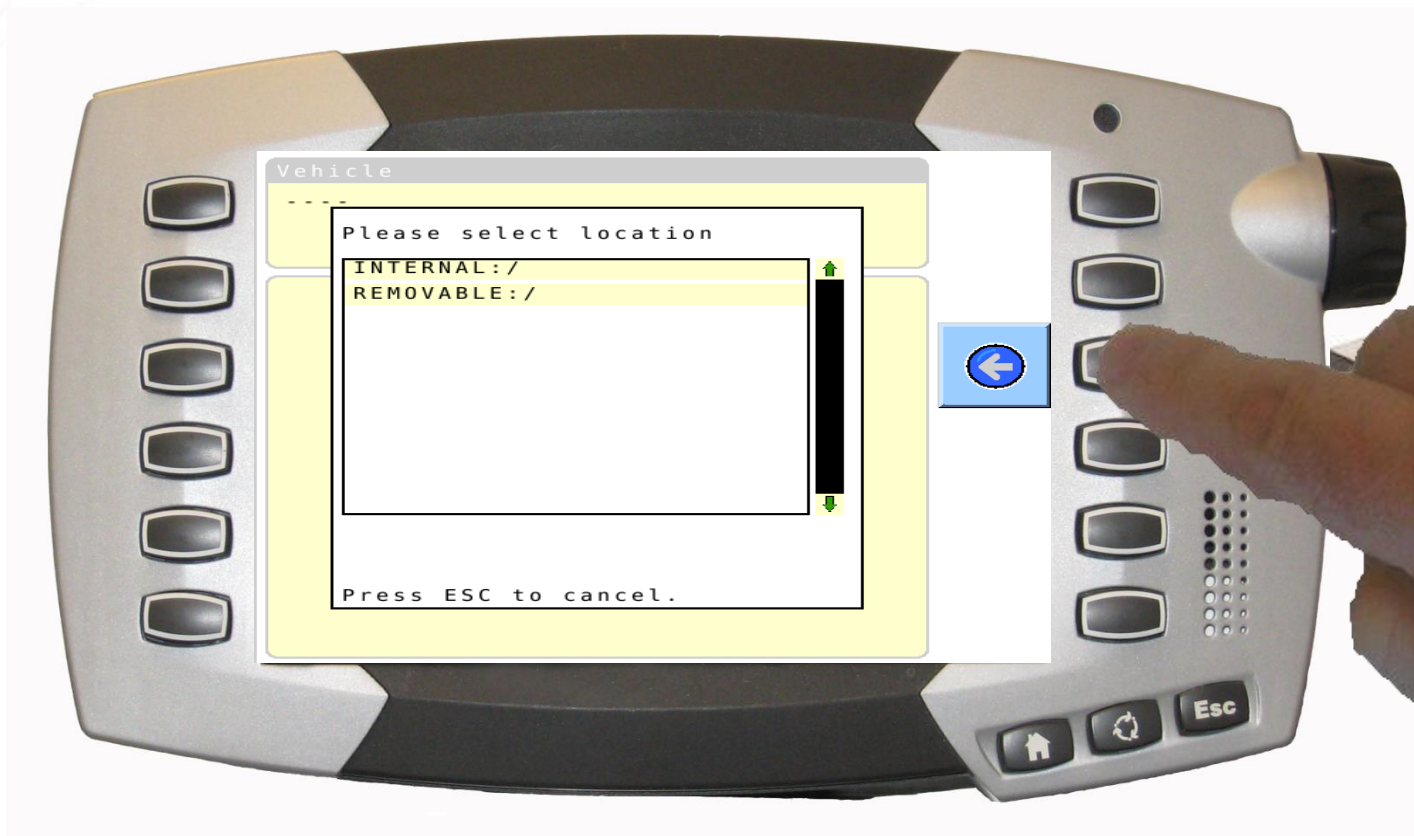 Vehicle
----
Please select location
INTERNAL:/
REMOVABLE:/
Press ESC to cancel.
Esc